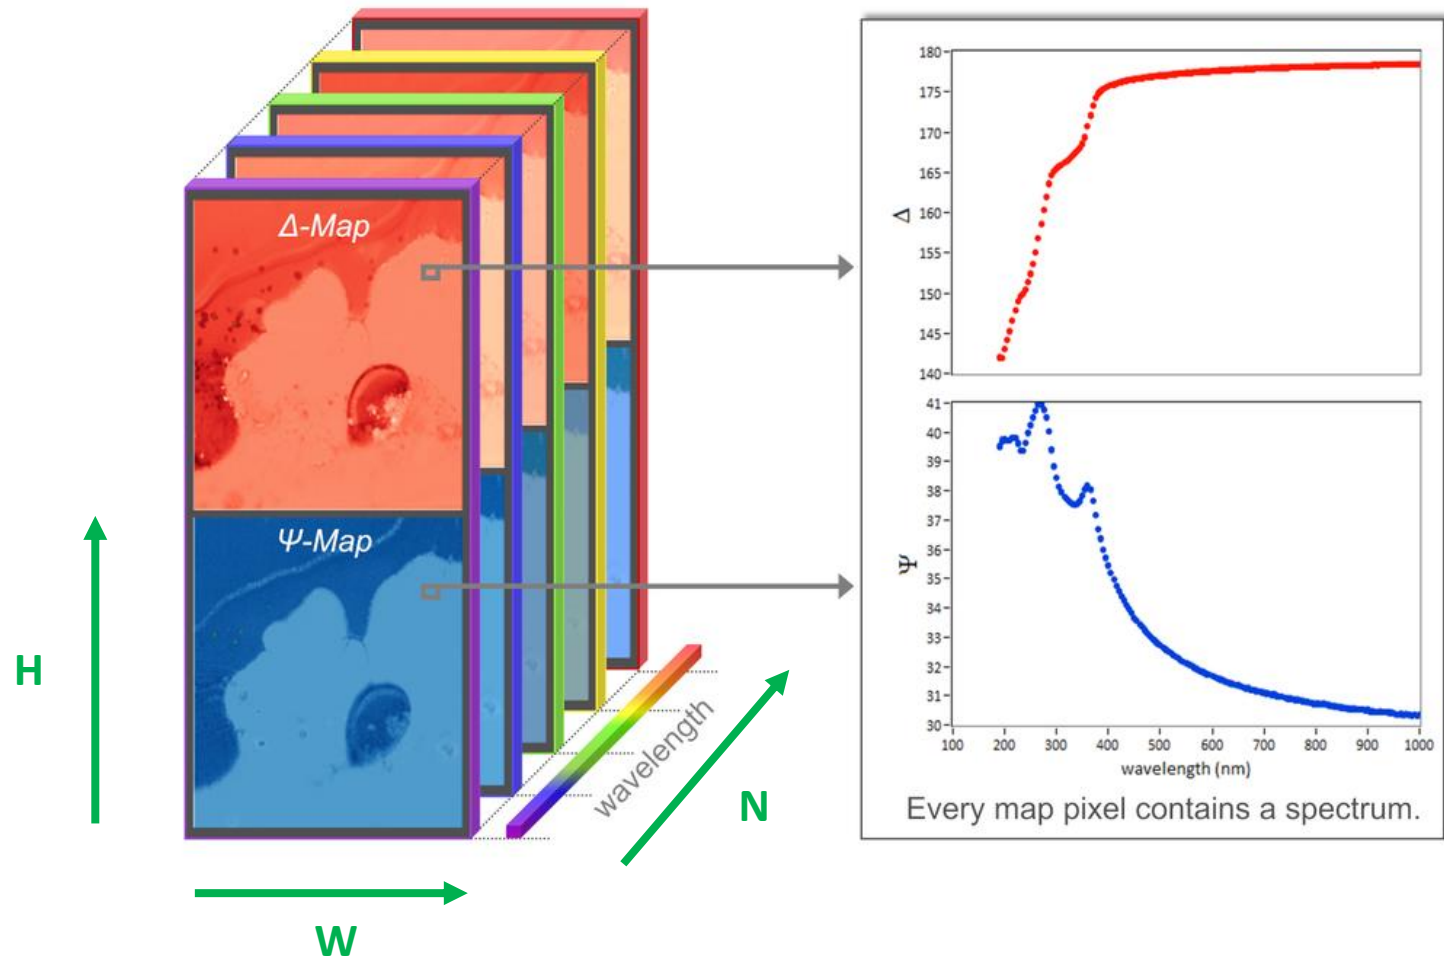 Δ-Map
Ψ-Map
H
W
N
wavelength
180
175
170
165
160
155
150
145
140
Δ
41
40
39
38
37
36
35
34
33
32
31
30
Ψ
100 200 300 400 500 600 700 800 900 1000
wavelength (nm)
Every map pixel contains a spectrum.